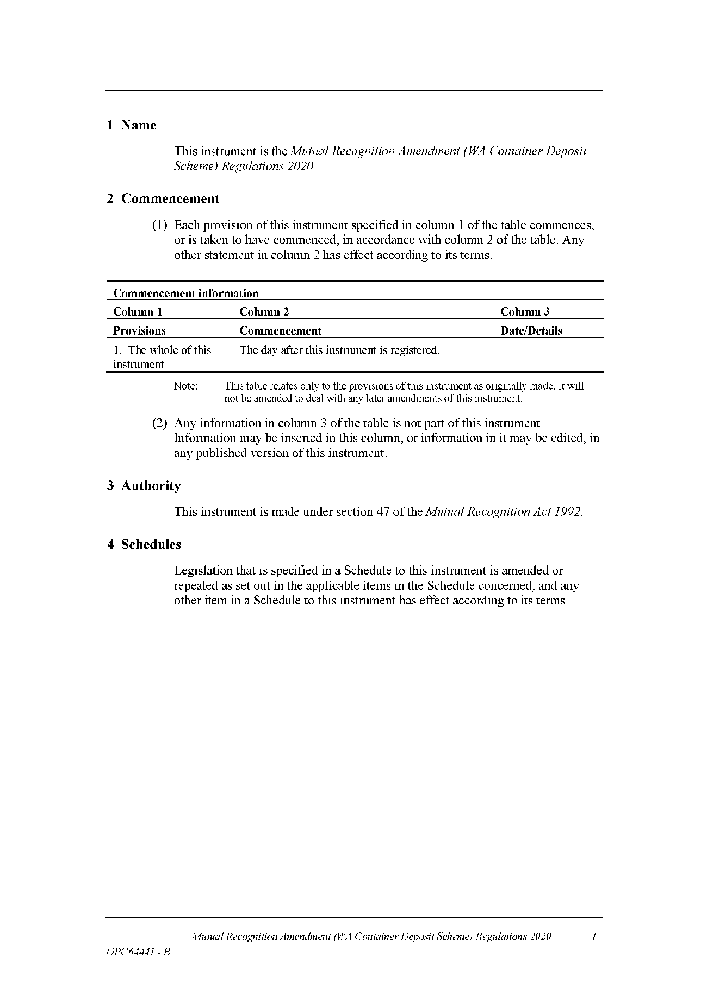 1 Name
This instrument is the Mutual Recognition Amendment (WA Container Deposit
Scheme) Regulations 2020.
2 Commencement
(1) Each provision of this instrument specified in column 1 of the table commences,
or is taken to have commenced, in accordance with column 2 of the table. Any
other statement in column 2 has effect according to its terms.
Commencement information
Column 1 Column 2 Column 3
Provisions Commencement Date/Details
1. The whole of this The day after this instrument is registered.
instrument
Note: This table relates only to the provisions of this instrument as originally made. It will
not be amended to deal with any later amendments of this instrument.
(2) Any information in column 3 of the table is not part of this instrument.
Information may be inserted in this column, or information in it may be edited, in
any published version of this instrument.
3 Authority
This instrument is made under section 47 of the Mutual Recognition Act 1992.
4 Schedules
Legislation that is specified in a Schedule to this instrument is amended or
repealed as set out in the applicable items in the Schedule concerned, and any
other item in a Schedule to this instrument has effect according to its terms.
Mutual Recognition Amendment (WA Container Deposit Scheme) Regulations 2020 1
OPC64441 - B